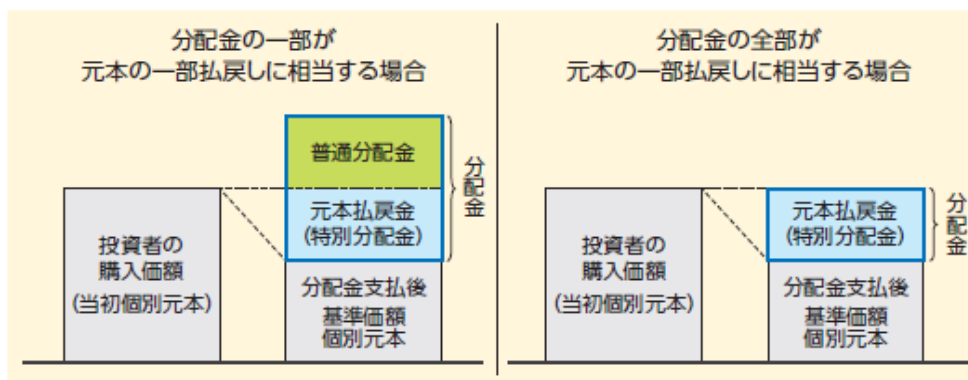 分配金の一部が
元本の一部払戻しに相当する場合
普通分配金
元本払戻金
(特別分配金)
分配金
投資者の
購入価額
(当初個別元本)
分配金支払後
基準価額
個別元本
分配金の全部が
元本の一部払戻しに相当する場合
元本払戻金
(特別分配金)
分配金
投資者の
購入価額
(当初個別元本)
分配金支払後
基準価額
個別元本